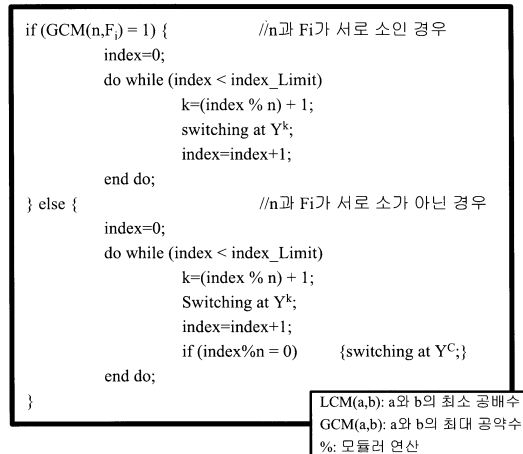 if (GCM(n,Fi) = 1) { //n과 Fi가 서로 소인 경우
index=0;
do while (index < index_Limit)
k=(index % n) + 1;
switching at Yk;
index=index+1;
end do;
} else { //n과 Fi가 서로 소가 아닌 경우
index=0;
do while (index < index_Limit)
k=(index % n) + 1;
Switching at Yk;
index=index+1;
if (index%n = 0) {switching at YC;}
end do;
}
LCM(a,b): a와 b의 최소 공배수
GCM(a,b): a와 b의 최대 공약수
%: 모듈러 연산